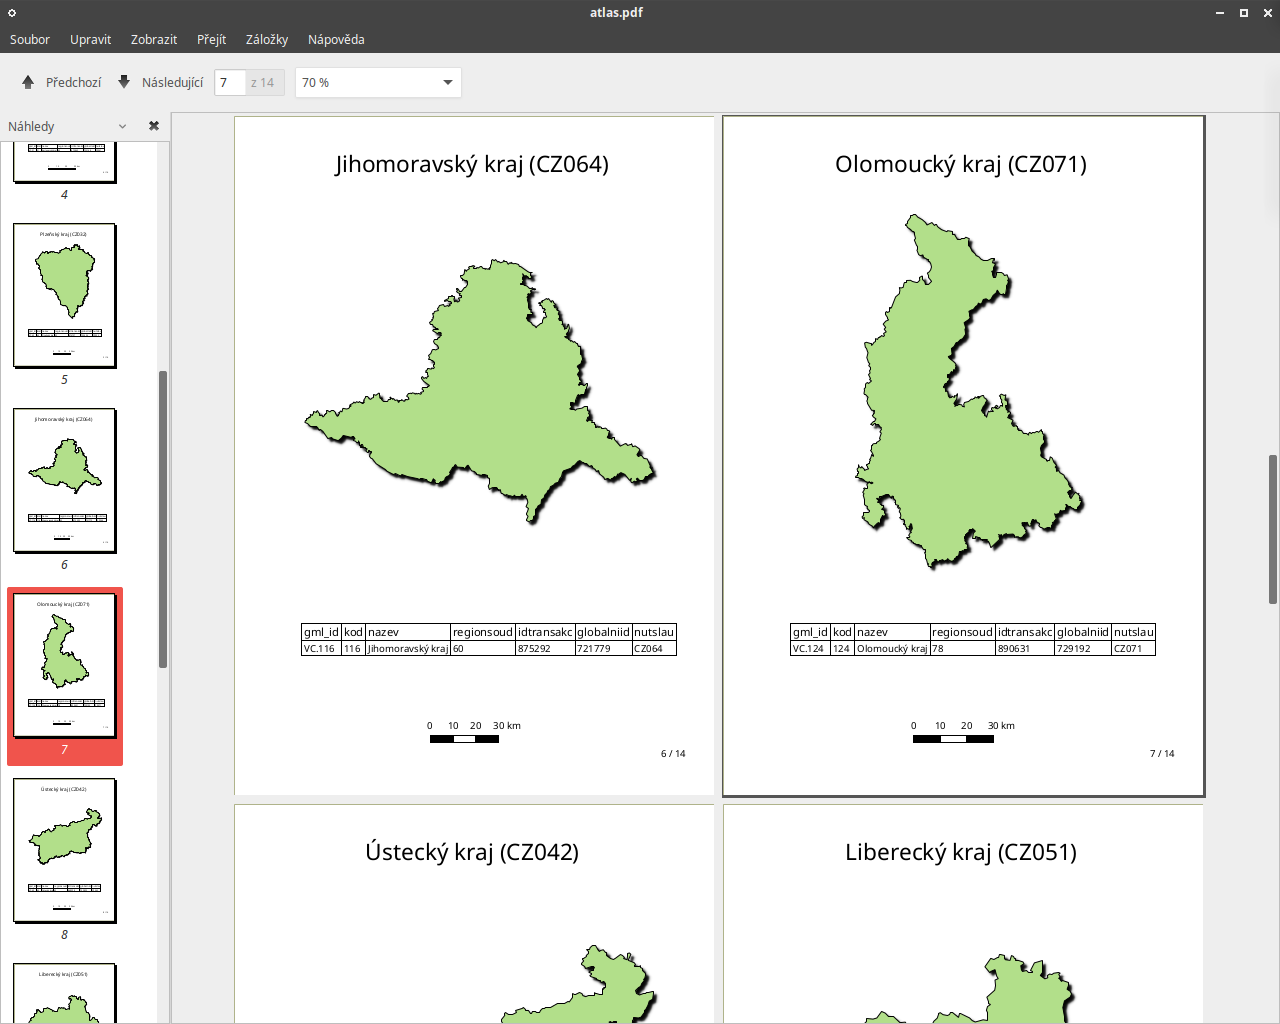 atlas.pdf
Soubor Upravit Zobrazit Přejít Záložky Nápověda
Předchozí Následující 7 z 14 70 %
Náhledy
4
Plzeňský kraj (CZ032)
5
Jihomoravský kraj (CZ064)
6
Olomoucký kraj (CZ071)
7
Ústecký kraj (CZ042)
8
Liberecký kraj (CZ051)
Jihomoravský kraj (CZ064)
gml_id kod nazev regionsoud idtransakc globalniid nutslau
VC.116 116 Jihomoravský kraj 60 875292 721779 CZ064
0 10 20 30 km
6 / 14
Olomoucký kraj (CZ071)
gml_id kod nazev regionsoud idtransakc globalniid nutslau
VC.124 124 Olomoucký kraj 78 890631 729192 CZ071
0 10 20 30 km
7 / 14
Ústecký kraj (CZ042)
Liberecký kraj (CZ051)